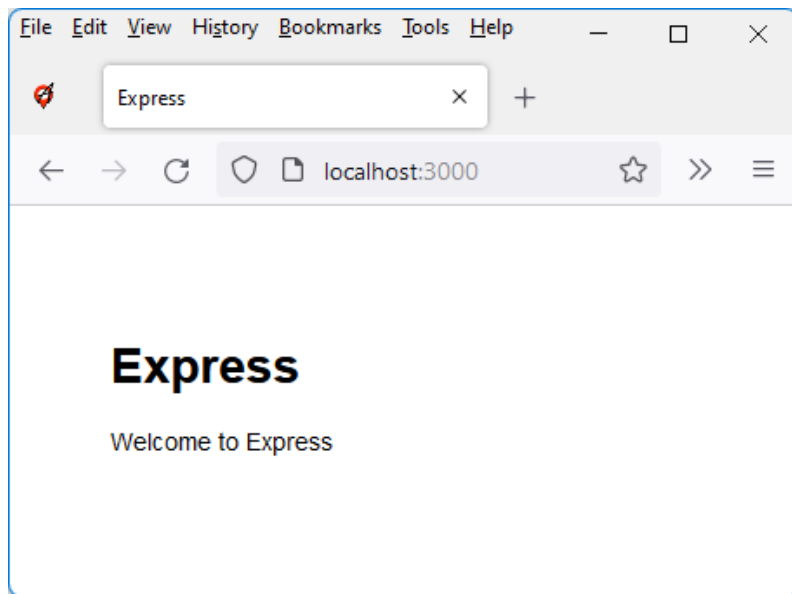 File Edit View History Bookmarks Tools Help
Express
localhost:3000
Express
Welcome to Express